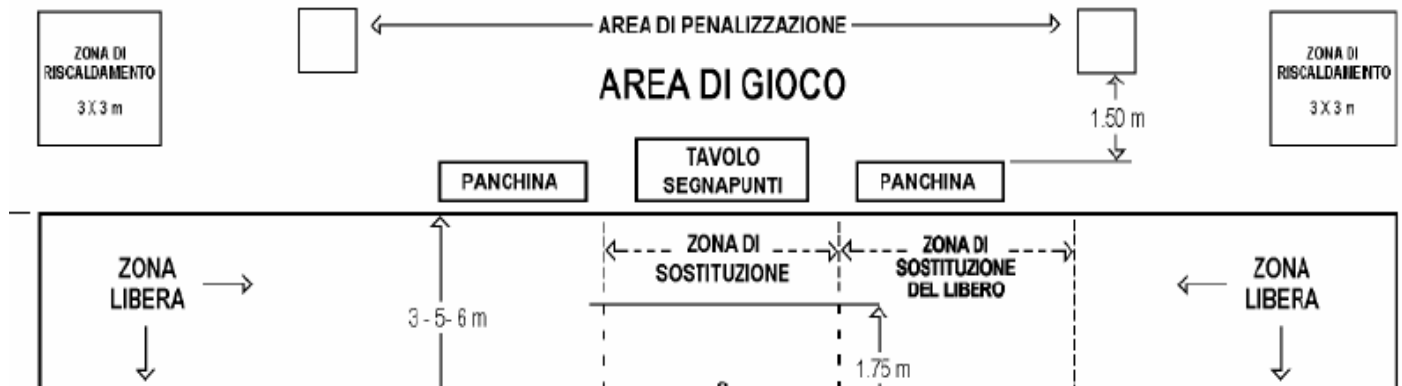 AREA DI PENALIZZAZIONE
ZONA DI
RISCALDAMENTO
3 X 3 m
ZONA DI
RISCALDAMENTO
3 X 3 m
AREA DI GIOCO
1.50 m
TAVOLO
SEGNAPUNTI
PANCHINA
PANCHINA
ZONA
LIBERA
ZONA DI
SOSTITUZIONE
ZONA DI
SOSTITUZIONE
DEL LIBERO
ZONA
LIBERA
3 - 5- 6 m
1.75 m